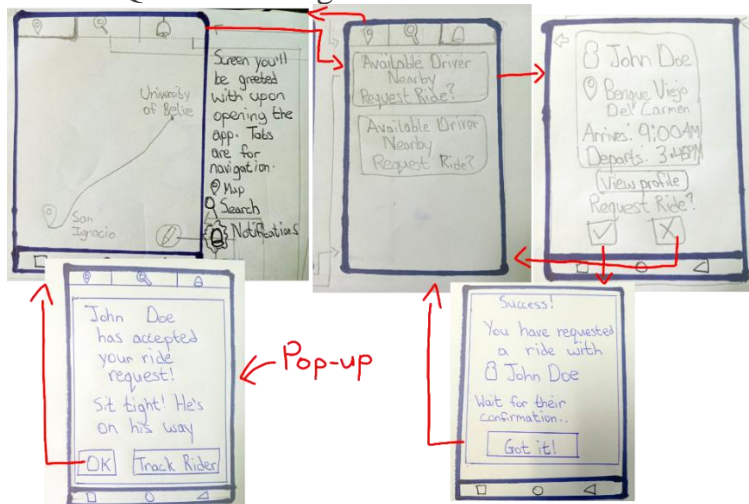 University
of Belize
San
Ignacio
Screen you'll
be greeted
with upon
opening the
app. Tabs
are for
navigation.
Map
Search
Notifications
Available Driver
Nearby
Request Ride?
Available Driver
Nearby
Request Ride?
John Doe
Benque Viejo
Del Carmen
Arrives: 9:00AM
Departs: 3:45PM
View profile
Request Ride?
John Doe
has accepted
your ride
request!
Sit tight! He's
on his way
OK
Track Rider
Pop-up
Success!
You have requested
a ride with
John Doe
Wait for their
confirmation...
Got it!